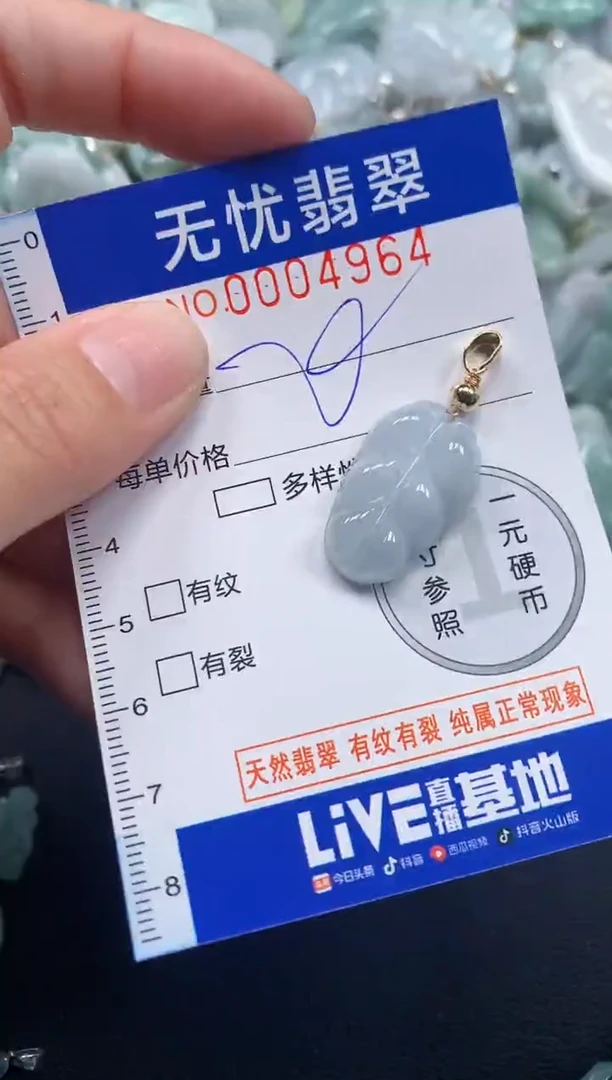 无忧翡翠
NO.0004964
每单价格
多样性
有纹
有裂
一元硬币
寸参照
天然翡翠 有纹有裂 纯属正常现象
LiVE直播基地
今日头条 抖音 西瓜视频 抖音火山版
0
1
4
5
6
7
8